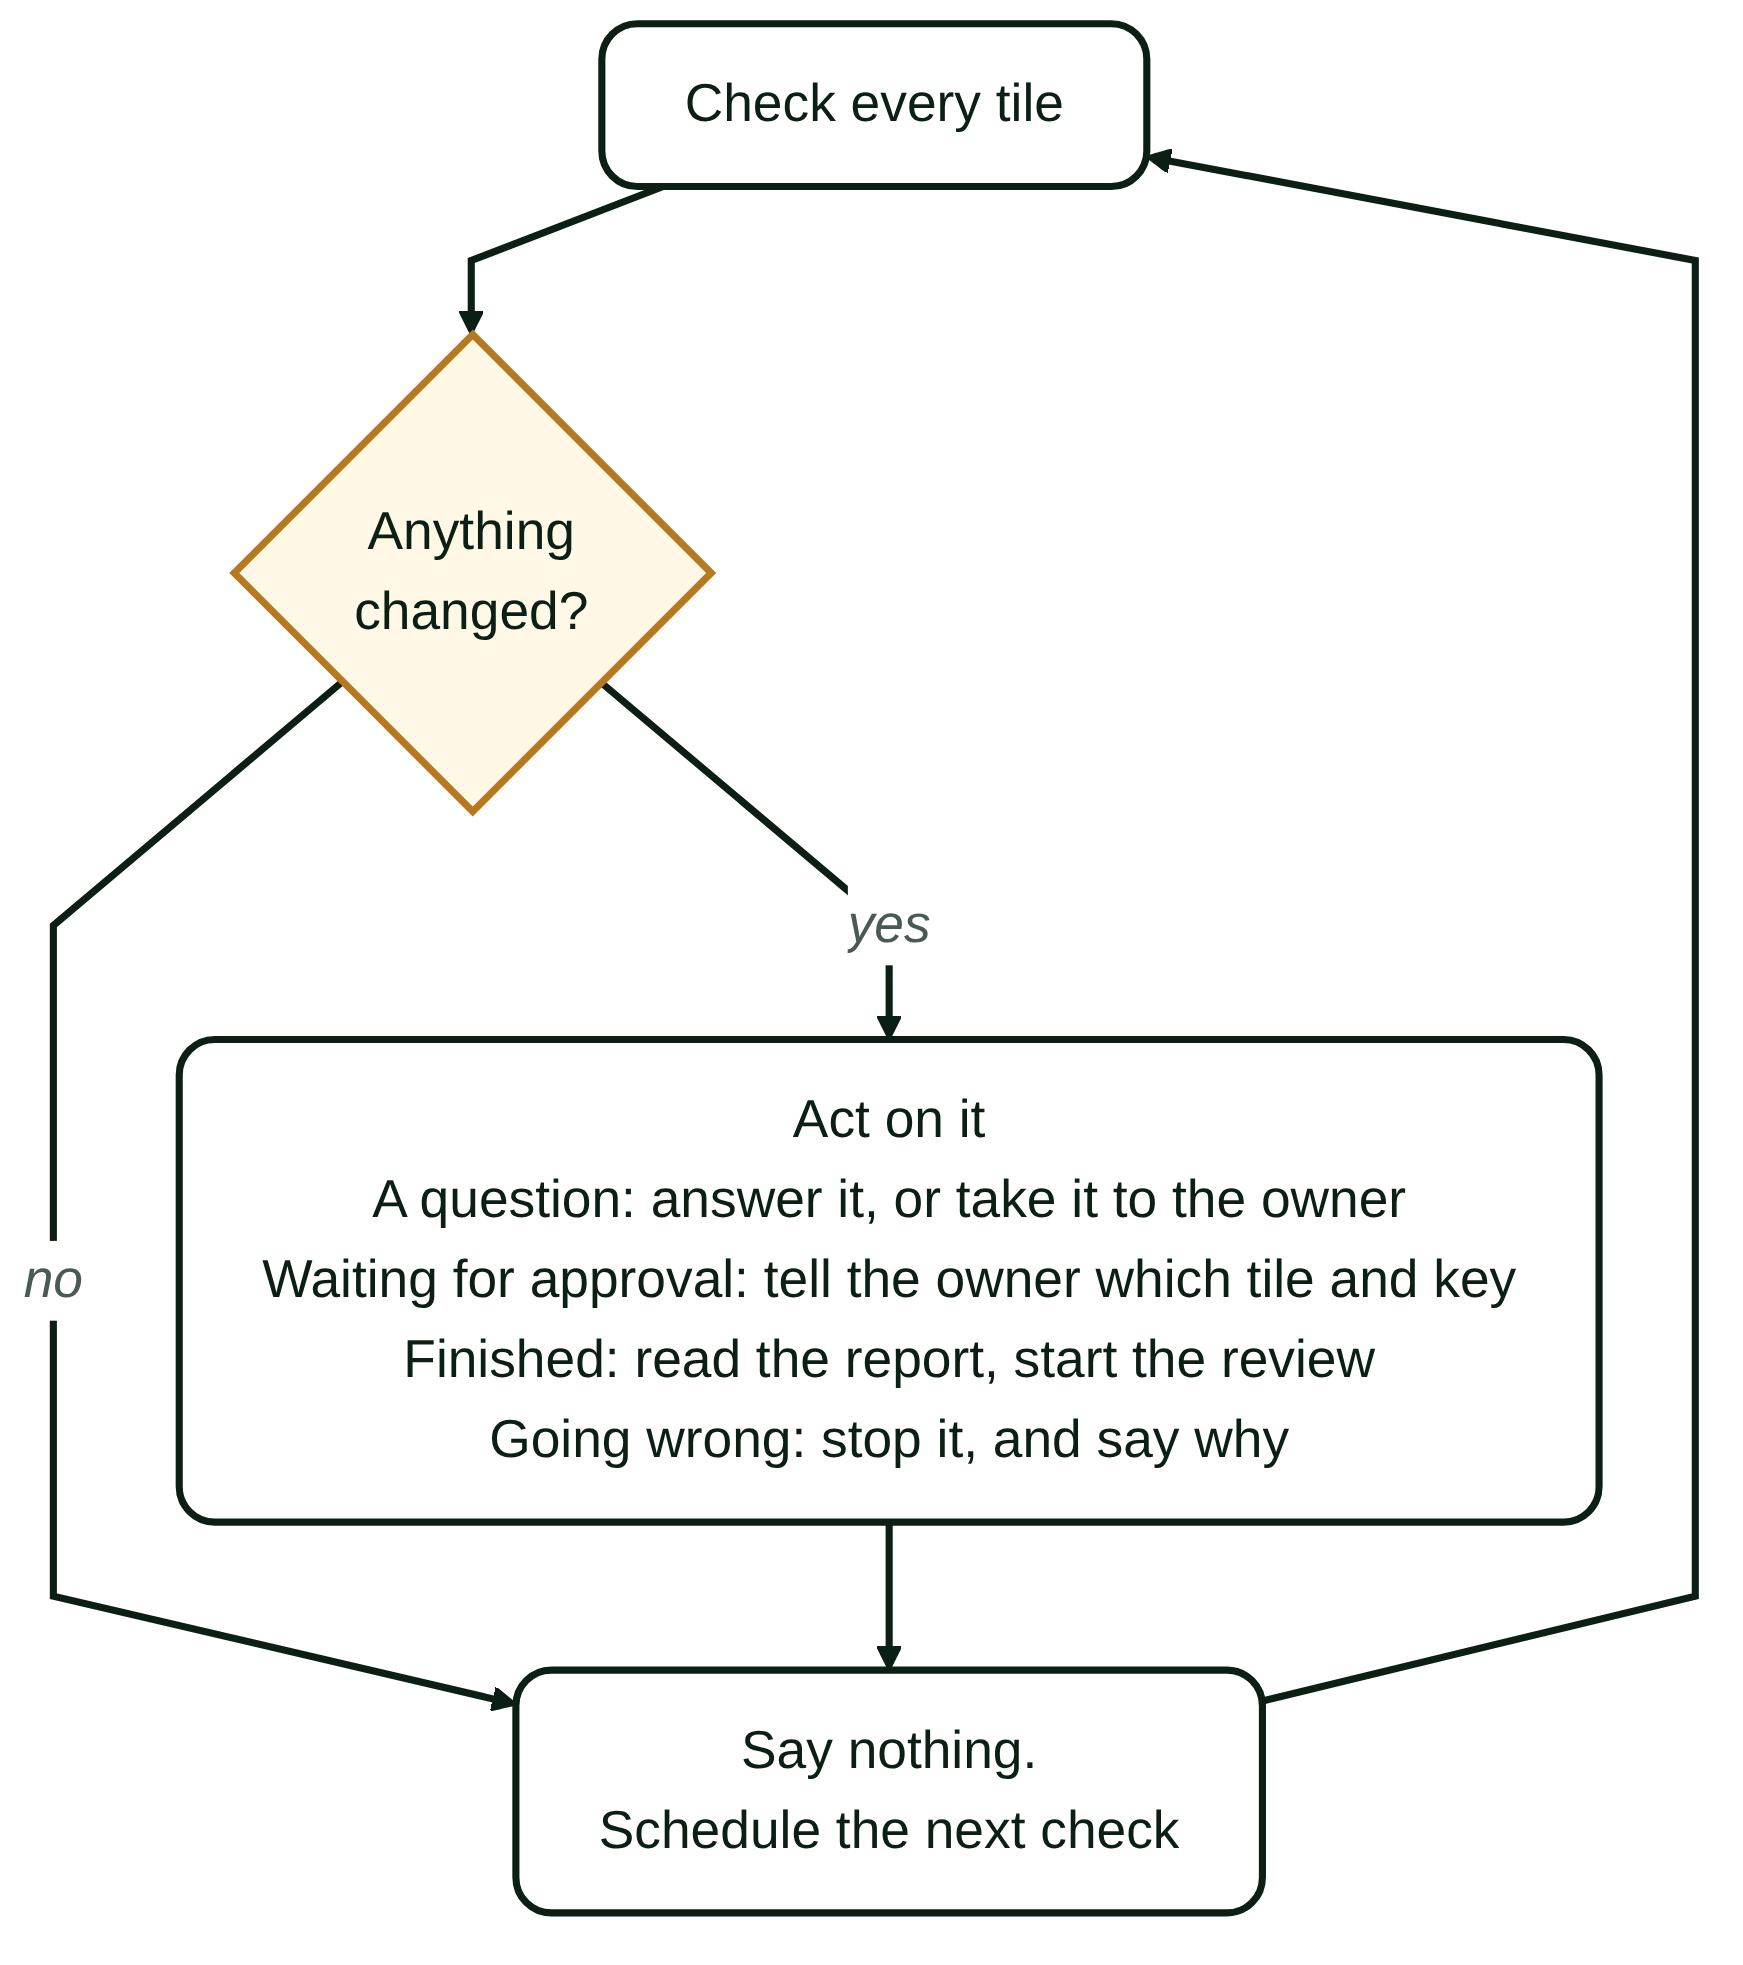 Check every tile
Anything
changed?
yes
Act on it
A question: answer it, or take it to the owner
Waiting for approval: tell the owner which tile and key
no
Finished: read the report, start the review
Going wrong: stop it, and say why
Say nothing.
Schedule the next check